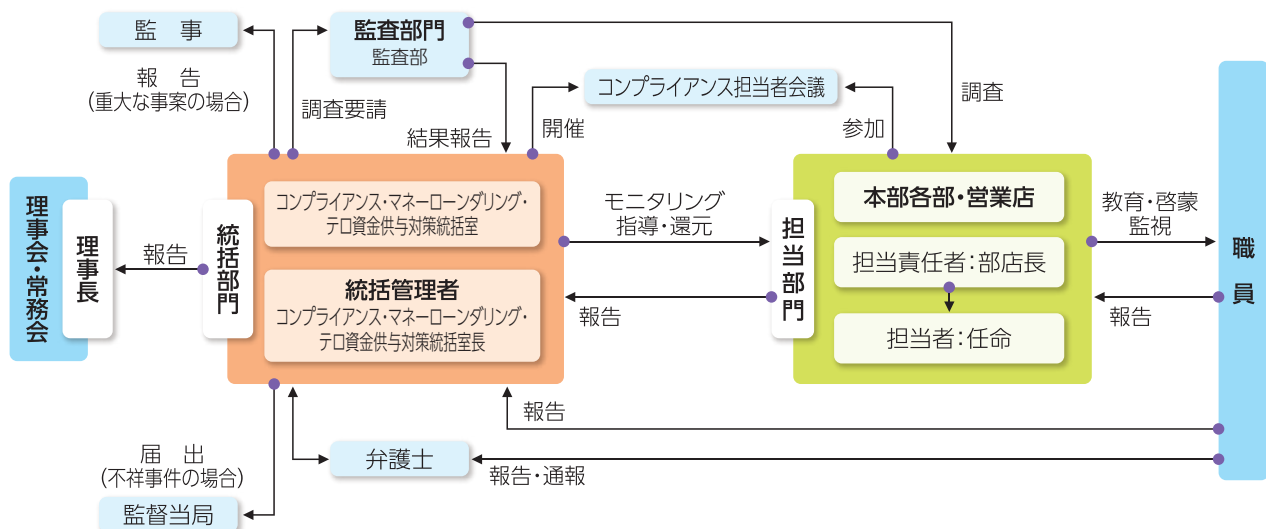 監　事
監査部門
監査部
報　告
(重大な事案の場合)
調査要請
結果報告
コンプライアンス担当者会議
開催
参加
調査
理事会・常務会
理事長
報告
統括部門
コンプライアンス・マネーローンダリング・
テロ資金供与対策統括室
統括管理者
コンプライアンス・マネーローンダリング・
テロ資金供与対策統括室長
モニタリング
指導・還元
報告
担当部門
本部各部・営業店
担当責任者：部店長
担当者：任命
教育・啓蒙
監視
報告
職員
報告
届　出
(不祥事件の場合)
弁護士
報告・通報
監督当局